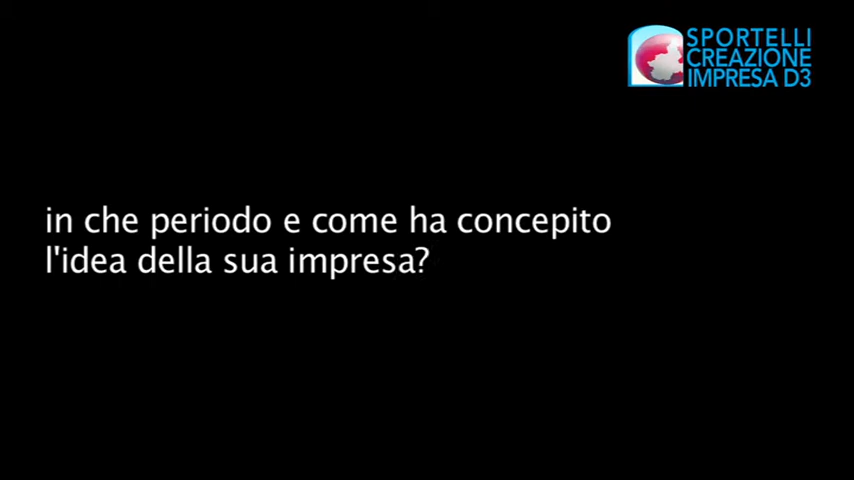 SPORTELLI
CREAZIONE
IMPRESA D3
in che periodo e come ha concepito
l'idea della sua impresa?